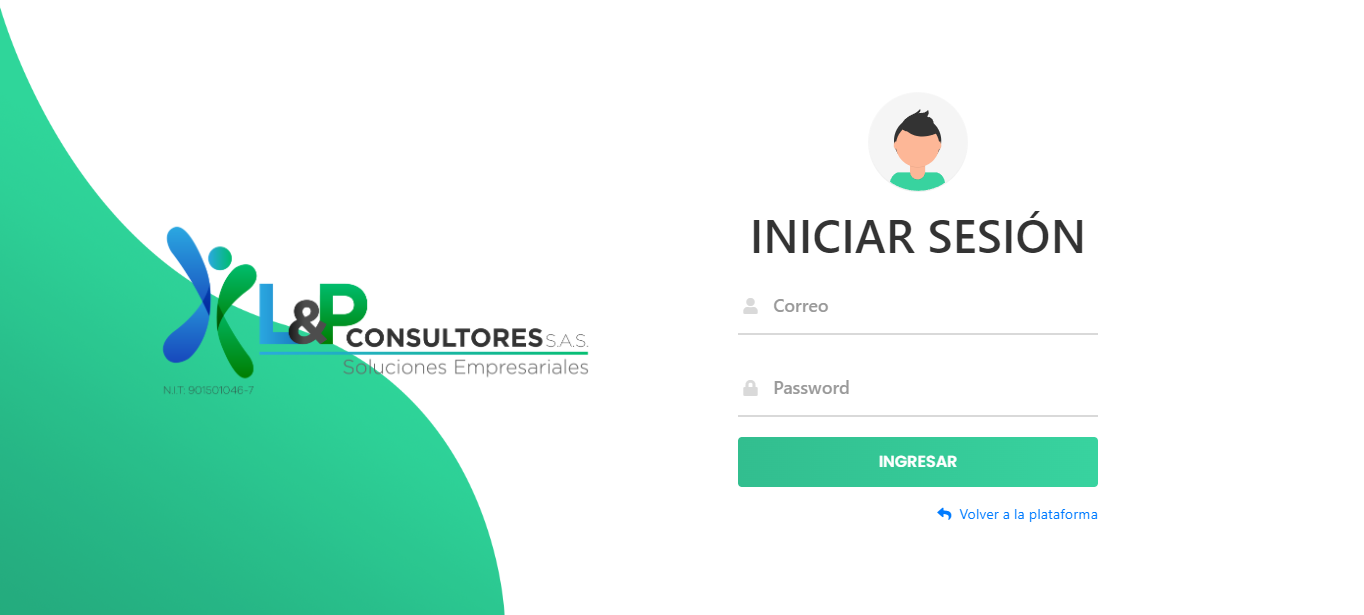 L&P CONSULTORES S.A.S.
Soluciones Empresariales
N.I.T: 901501046-7
INICIAR SESIÓN
Correo
Password
INGRESAR
Volver a la plataforma